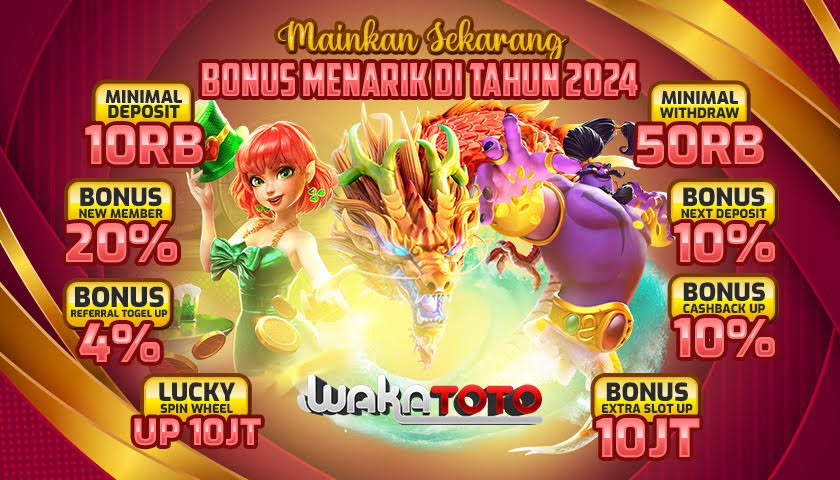 Mainkan Sekarang
BONUS MENARIK DI TAHUN 2024
MINIMAL
DEPOSIT
10RB
MINIMAL
WITHDRAW
50RB
BONUS
NEW MEMBER
20%
BONUS
NEXT DEPOSIT
10%
BONUS
REFERRAL TOGEL UP
4%
BONUS
CASHBACK UP
10%
LUCKY
SPIN WHEEL
UP 10JT
WAKATOTO
BONUS
EXTRA SLOT UP
10JT